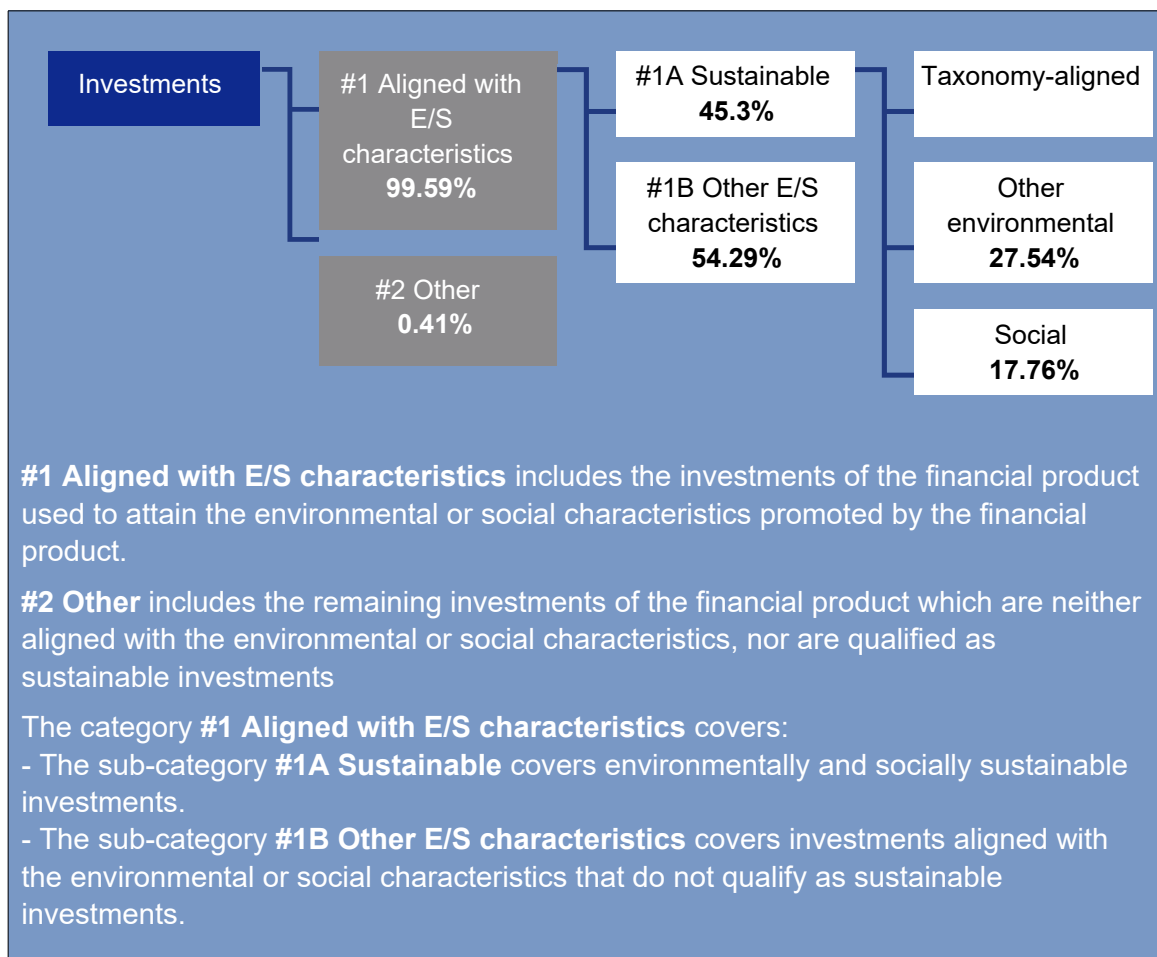 Investments
#1 Aligned with
E/S
characteristics
99.59%
#2 Other
0.41%
#1A Sustainable
45.3%
#1B Other E/S
characteristics
54.29%
Taxonomy-aligned
Other
environmental
27.54%
Social
17.76%
#1 Aligned with E/S characteristics includes the investments of the financial product
used to attain the environmental or social characteristics promoted by the financial
product.
#2 Other includes the remaining investments of the financial product which are neither
aligned with the environmental or social characteristics, nor are qualified as
sustainable investments
The category #1 Aligned with E/S characteristics covers:
- The sub-category #1A Sustainable covers environmentally and socially sustainable
investments.
- The sub-category #1B Other E/S characteristics covers investments aligned with
the environmental or social characteristics that do not qualify as sustainable
investments.